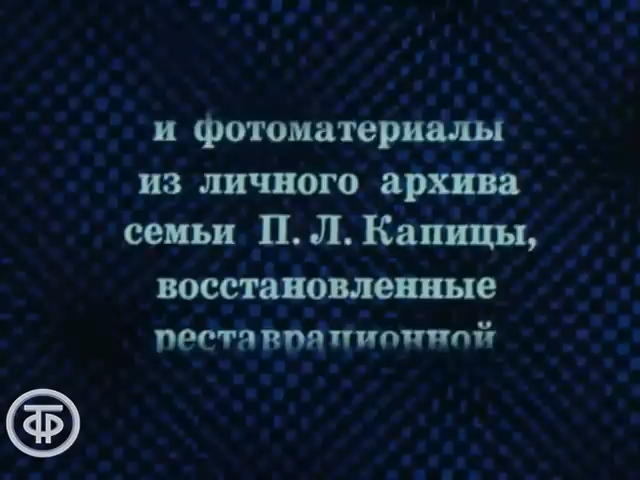 и фотоматериалы
из личного архива
семьи П. Л. Капицы,
восстановленные
реставрационной